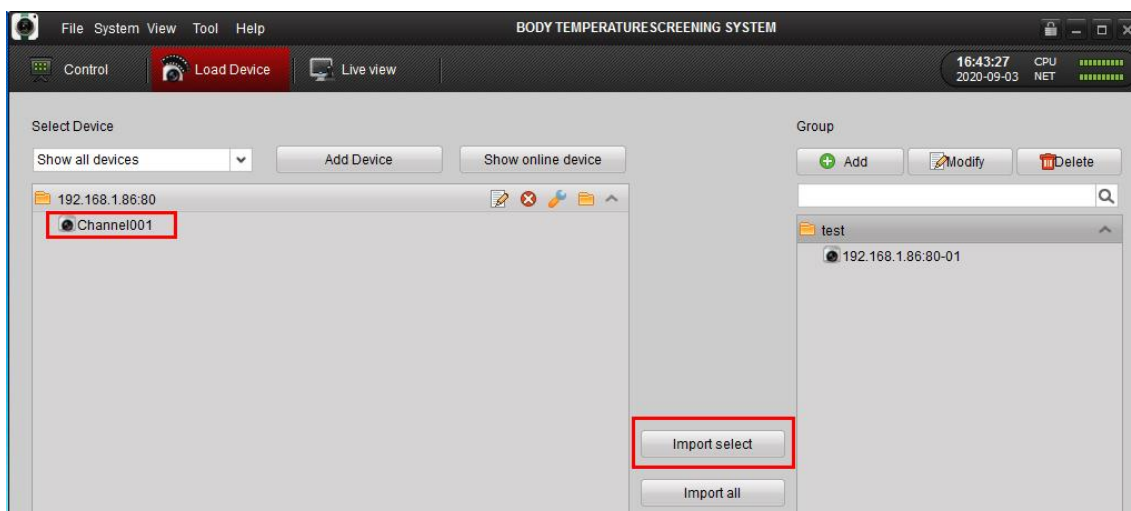 File System View Tool Help BODY TEMPERATURESCREENING SYSTEM
Control Load Device Live view 16:43:27 CPU
2020-09-03 NET
Select Device Group
Show all devices Add Device Show online device Add Modify Delete
192.168.1.86:80
Channel001 test
192.168.1.86:80-01
Import select
Import all